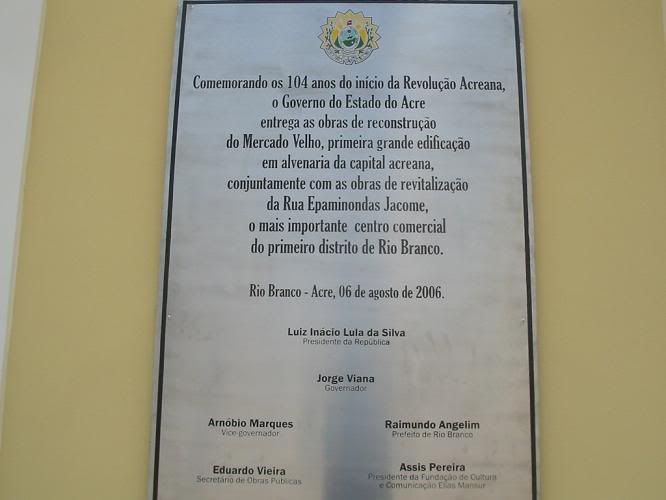 Comemorando os 104 anos do início da Revolução Acreana,
o Governo do Estado do Acre
entrega as obras de reconstrução
do Mercado Velho, primeira grande edificação
em alvenaria da capital acreana,
conjuntamente com as obras de revitalização
da Rua Epaminondas Jacome,
o mais importante centro comercial
do primeiro distrito de Rio Branco.
Rio Branco - Acre, 06 de agosto de 2006.
Luiz Inácio Lula da Silva
Presidente da República
Jorge Viana
Governador
Arnóbio Marques
Vice-governador
Raimundo Angelim
Prefeito de Rio Branco
Eduardo Vieira
Secretário de Obras Públicas
Assis Pereira
Presidente da Fundação de Cultura
e Comunicação Elias Mansur